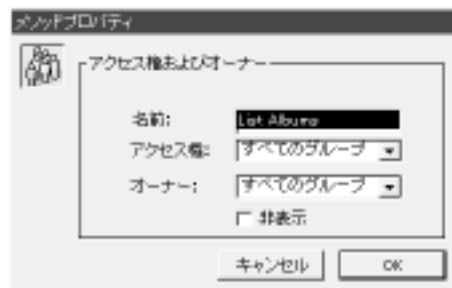 メソッドプロパティ
アクセス権およびオーナー
名前: List Albums
アクセス権: すべてのグループ
オーナー: すべてのグループ
非表示
キャンセル OK